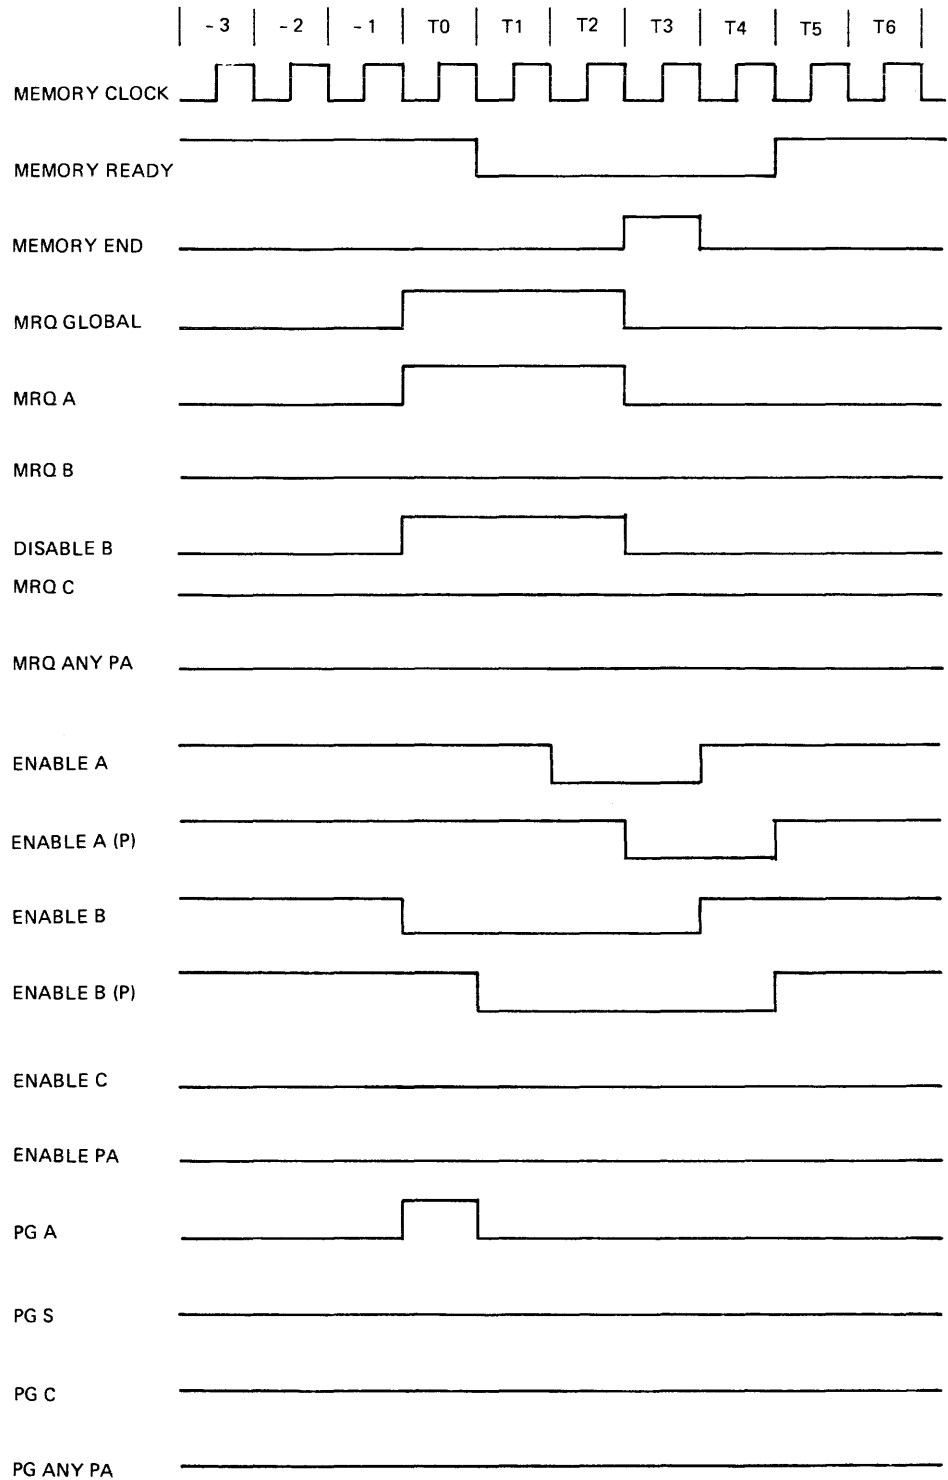 -3 -2 -1 T0 T1 T2 T3 T4 T5 T6
MEMORY CLOCK
MEMORY READY
MEMORY END
MRQ GLOBAL
MRQ A
MRQ B
DISABLE B
MRQ C
MRQ ANY PA
ENABLE A
ENABLE A (P)
ENABLE B
ENABLE B (P)
ENABLE C
ENABLE PA
PG A
PG S
PG C
PG ANY PA